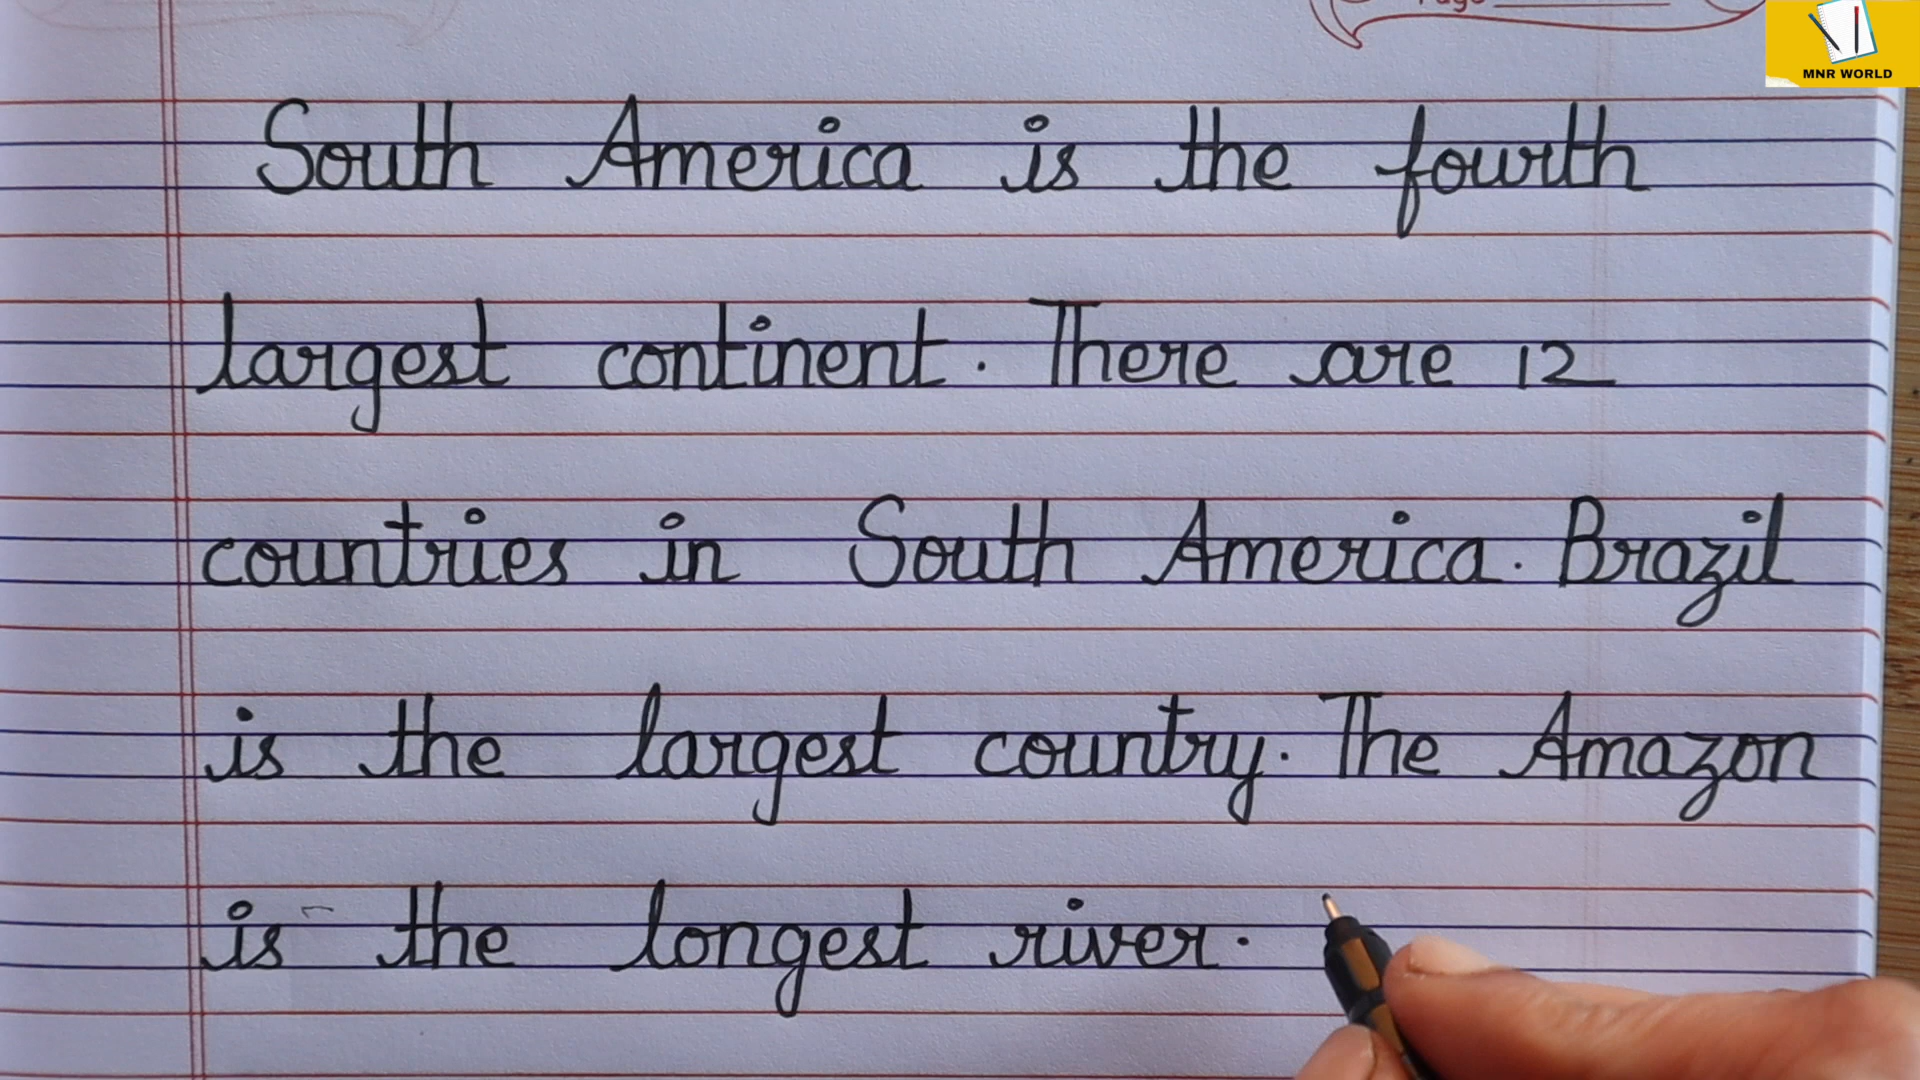 Page
MNR WORLD
South America is the fourth
largest continent. There are 12
countries in South America. Brazil
is the largest country. The Amazon
is the longest river.